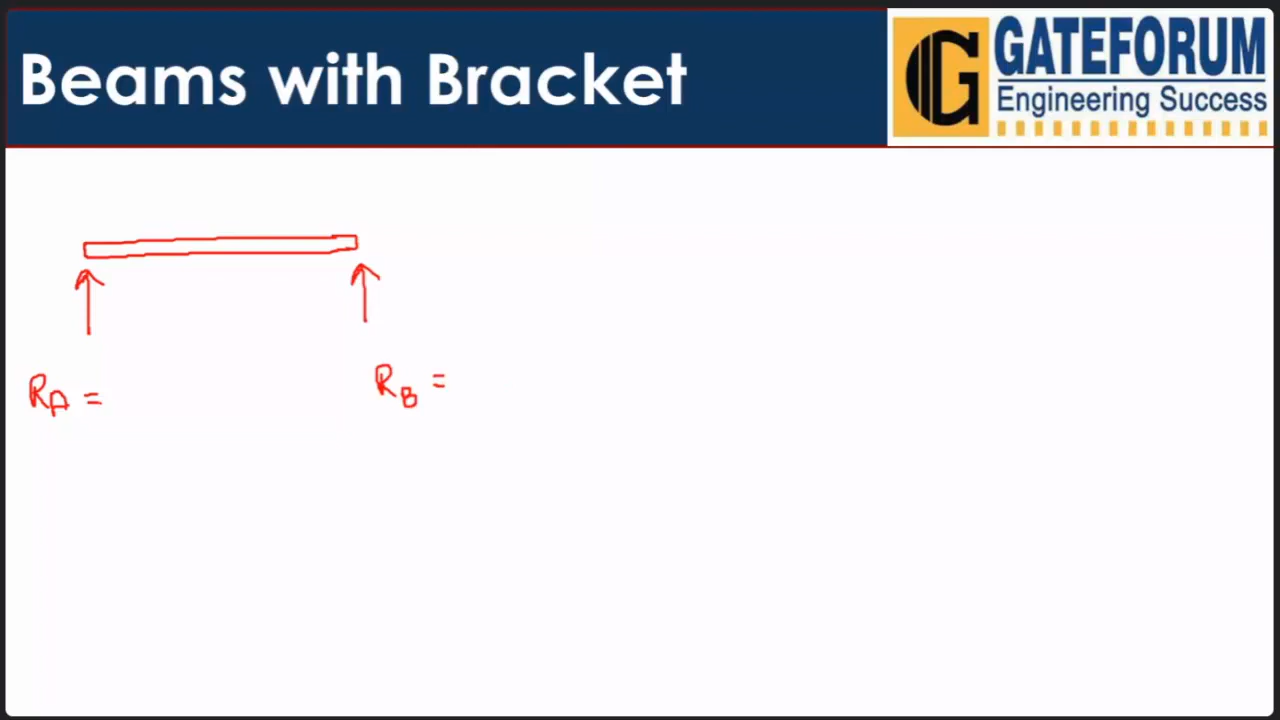 Beams with Bracket
GATEFORUM
Engineering Success
RA =
RB =